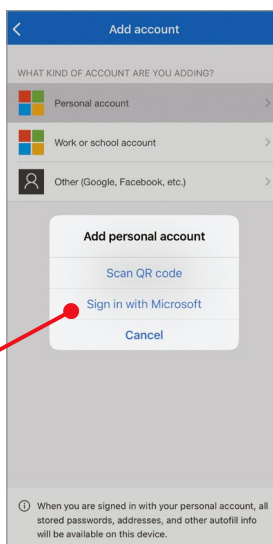 Add account
WHAT KIND OF ACCOUNT ARE YOU ADDING?
Personal account
Work or school account
Other (Google, Facebook, etc.)
Add personal account
Scan QR code
Sign in with Microsoft
Cancel
When you are signed in with your personal account, all
stored passwords, addresses, and other autofill info
will be available on this device.